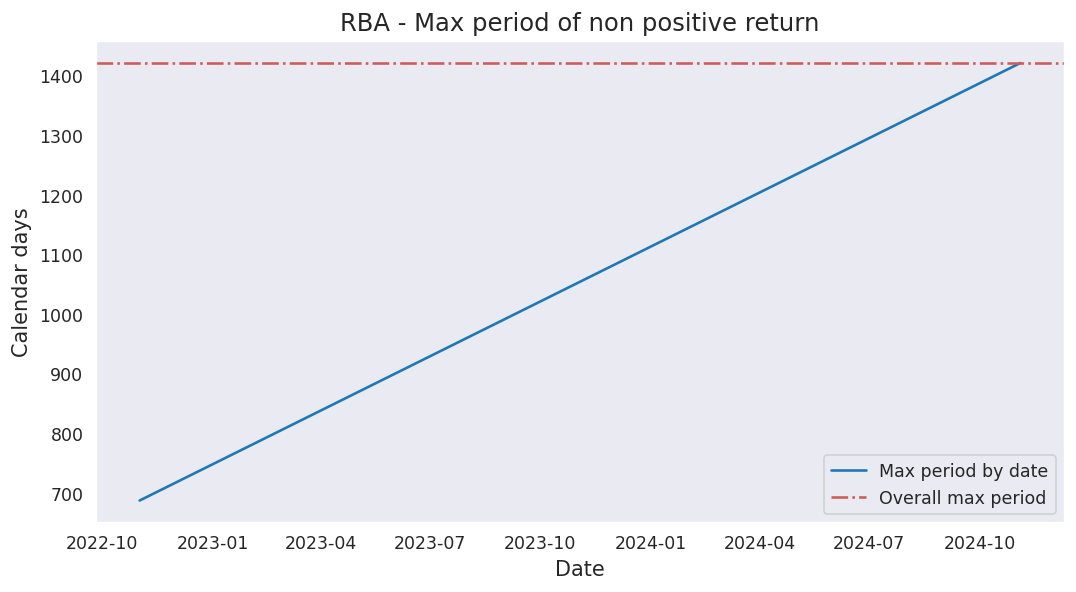 RBA - Max period of non positive return
Calendar days
1400
1300
1200
1100
1000
900
800
700
Max period by date
Overall max period
2022-10 2023-01 2023-04 2023-07 2023-10 2024-01 2024-04 2024-07 2024-10
Date